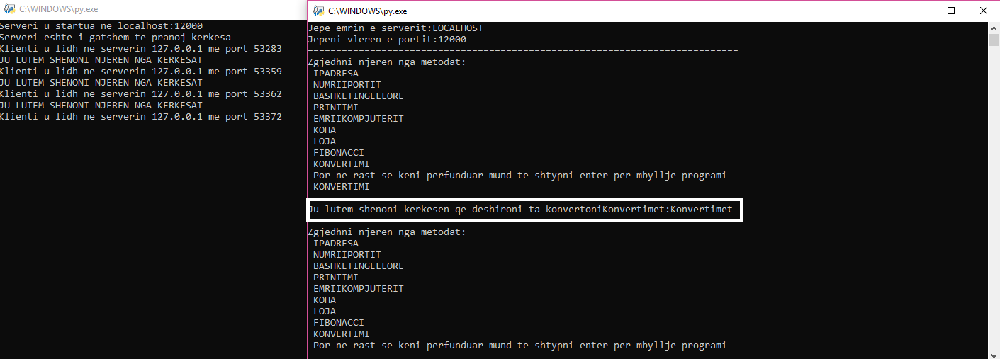 C:\WINDOWS\py.exe
Serveri u startua ne localhost:12000
Serveri eshte i gatshem te pranoj kerkesa
Klienti u lidh ne serverin 127.0.0.1 me port 53283
JU LUTEM SHENONI NJEREN NGA KERKESAT
Klienti u lidh ne serverin 127.0.0.1 me port 53359
JU LUTEM SHENONI NJEREN NGA KERKESAT
Klienti u lidh ne serverin 127.0.0.1 me port 53362
JU LUTEM SHENONI NJEREN NGA KERKESAT
Klienti u lidh ne serverin 127.0.0.1 me port 53372
C:\WINDOWS\py.exe
Jepe emrin e serverit:LOCALHOST
Jepeni vleren e portit:12000
============================================================================
Zgjedhni njeren nga metodat:
IPADRESA
NUMRIIPORTIT
BASHKETINGELLORE
PRINTIMI
EMRIIKOMPJUTERIT
KOHA
LOJA
FIBONACCI
KONVERTIMI
Por ne rast se keni perfunduar mund te shtypni enter per mbyllje programi
KONVERTIMI
Ju lutem shenoni kerkesen qe deshironi ta konvertoniKonvertimet:Konvertimet
Zgjedhni njeren nga metodat:
IPADRESA
NUMRIIPORTIT
BASHKETINGELLORE
PRINTIMI
EMRIIKOMPJUTERIT
KOHA
LOJA
FIBONACCI
KONVERTIMI
Por ne rast se keni perfunduar mund te shtypni enter per mbyllje programi